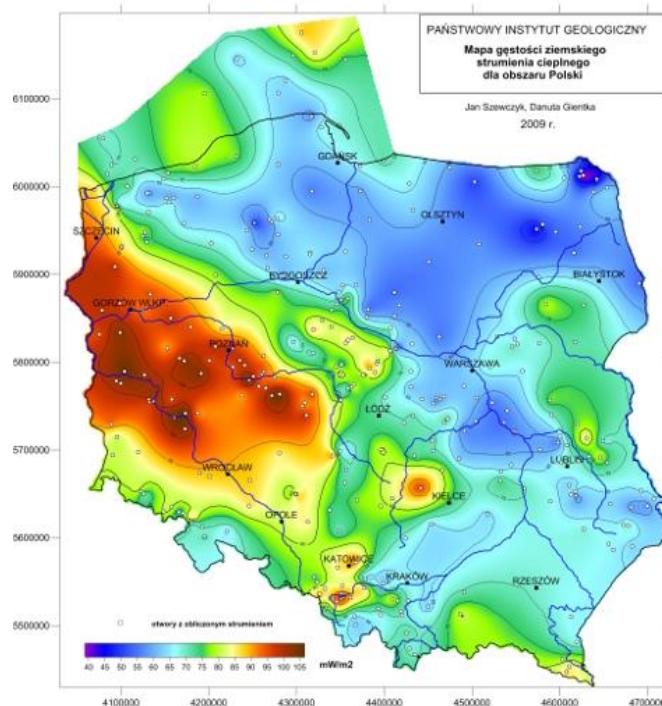 PAŃSTWOWY INSTYTUT GEOLOGICZNY
Mapa gęstości ziemskiego
strumienia cieplnego
dla obszaru Polski
Jan Szewczyk, Danuta Gientka
2009 r.
6100000
6000000
5900000
5800000
5700000
5600000
5500000
GDAŃSK
OLSZTYN
SZCZECIN
BYDGOSZCZ
BIAŁYSTOK
GORZÓW WLKP
POZNAŃ
WARSZAWA
ŁÓDŹ
WROCŁAW
LUBLIN
KIELCE
OPOLE
KATOWICE
KRAKÓW
RZESZÓW
otwory z obliczonym strumieniem
40 45 50 55 60 65 70 75 80 85 90 95 100 105
mW/m2
4100000 4200000 4300000 4400000 4500000 4600000 4700000